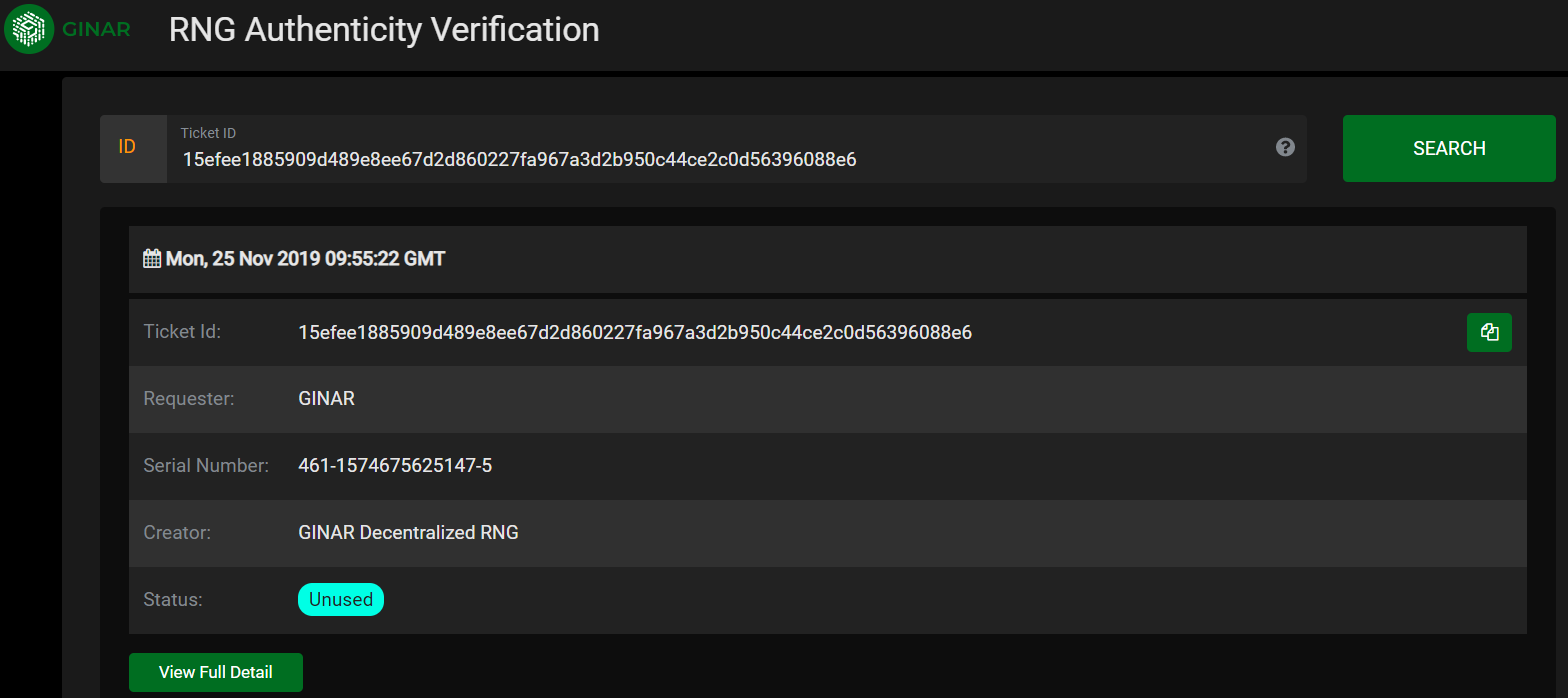 GINAR RNG Authenticity Verification
ID
Ticket ID
15efee1885909d489e8ee67d2d860227fa967a3d2b950c44ce2c0d56396088e6
?
SEARCH
Mon, 25 Nov 2019 09:55:22 GMT
Ticket Id: 15efee1885909d489e8ee67d2d860227fa967a3d2b950c44ce2c0d56396088e6
Requester: GINAR
Serial Number: 461-1574675625147-5
Creator: GINAR Decentralized RNG
Status: Unused
View Full Detail